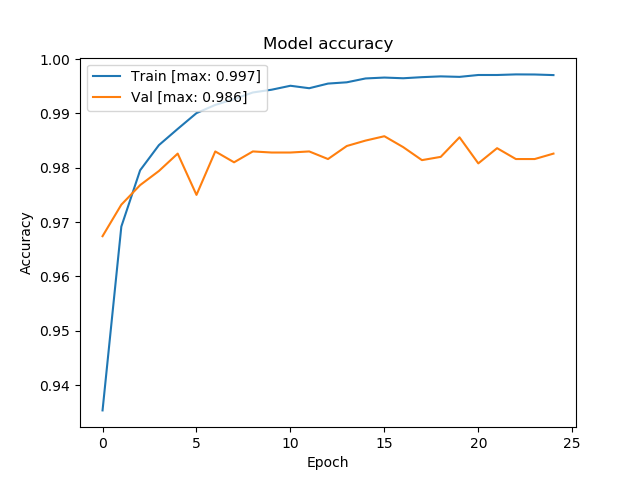 Model accuracy
Train [max: 0.997]
Val [max: 0.986]
Accuracy
1.00
0.99
0.98
0.97
0.96
0.95
0.94
0 5 10 15 20 25
Epoch